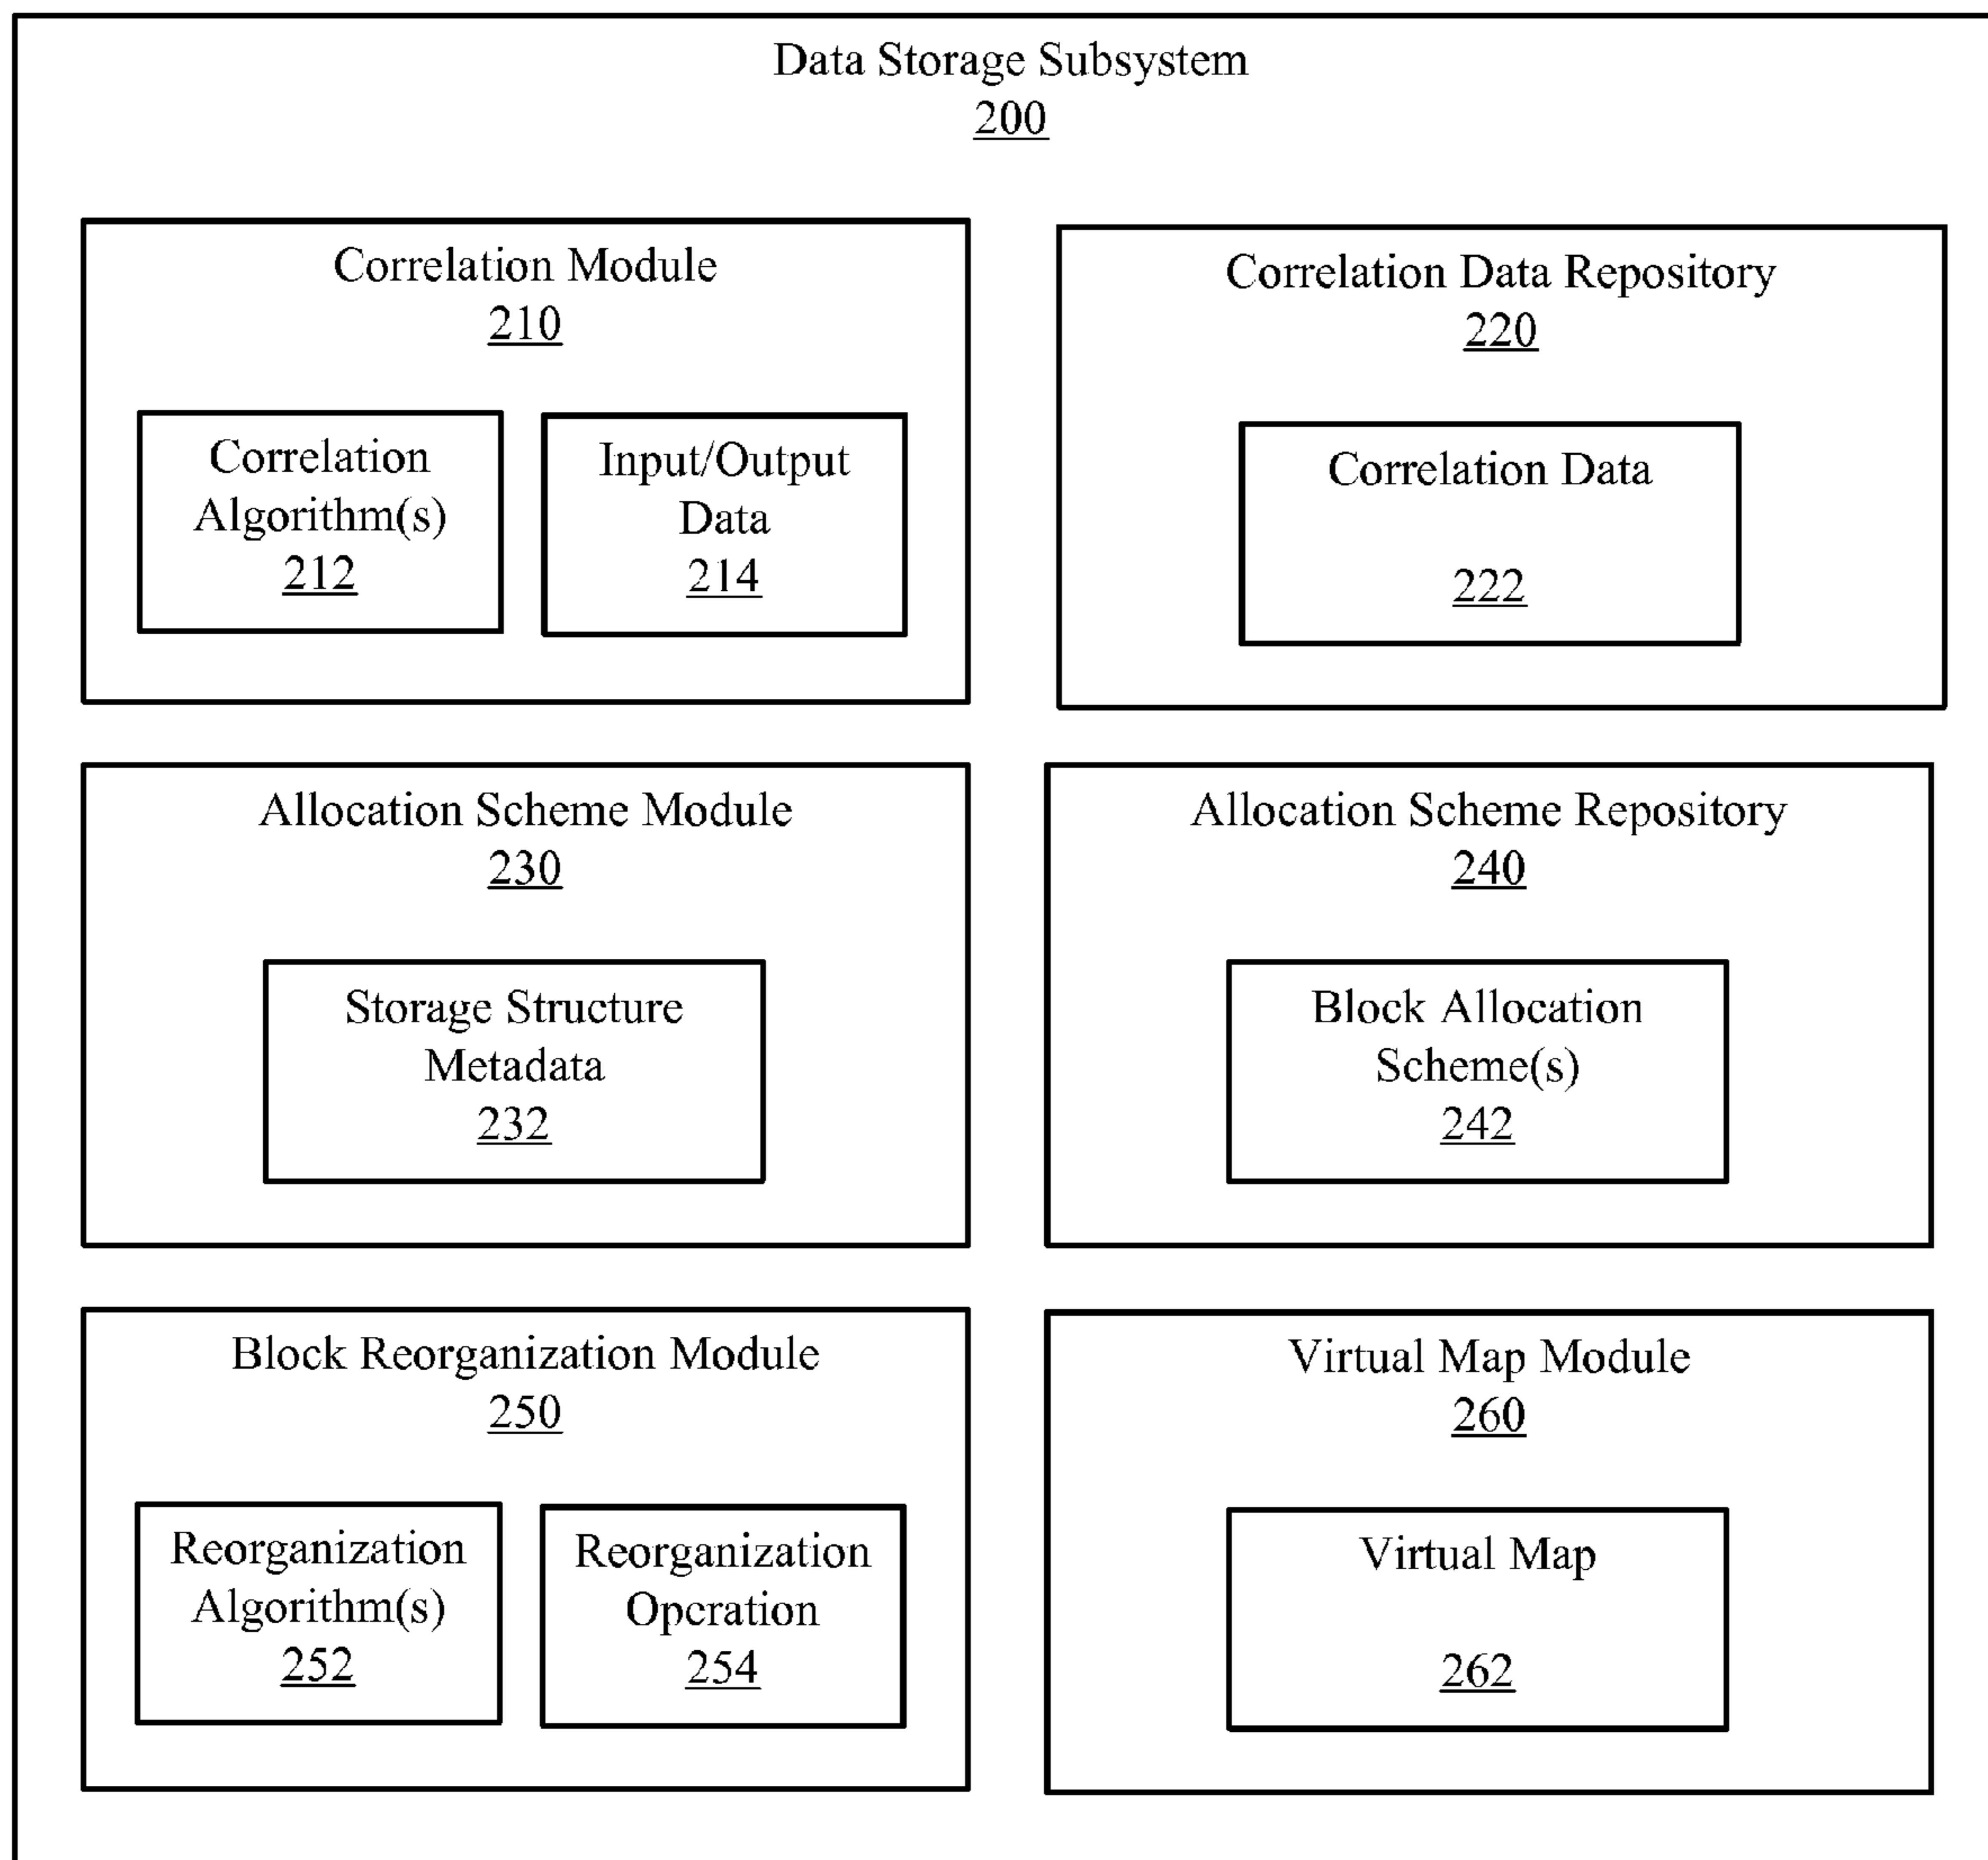 Data Storage Subsystem
200
Correlation Module
210
Correlation
Algorithm(s)
212
Input/Output
Data
214
Correlation Data Repository
220
Correlation Data
222
Allocation Scheme Module
230
Storage Structure
Metadata
232
Allocation Scheme Repository
240
Block Allocation
Scheme(s)
242
Block Reorganization Module
250
Reorganization
Algorithm(s)
252
Reorganization
Operation
254
Virtual Map Module
260
Virtual Map
262